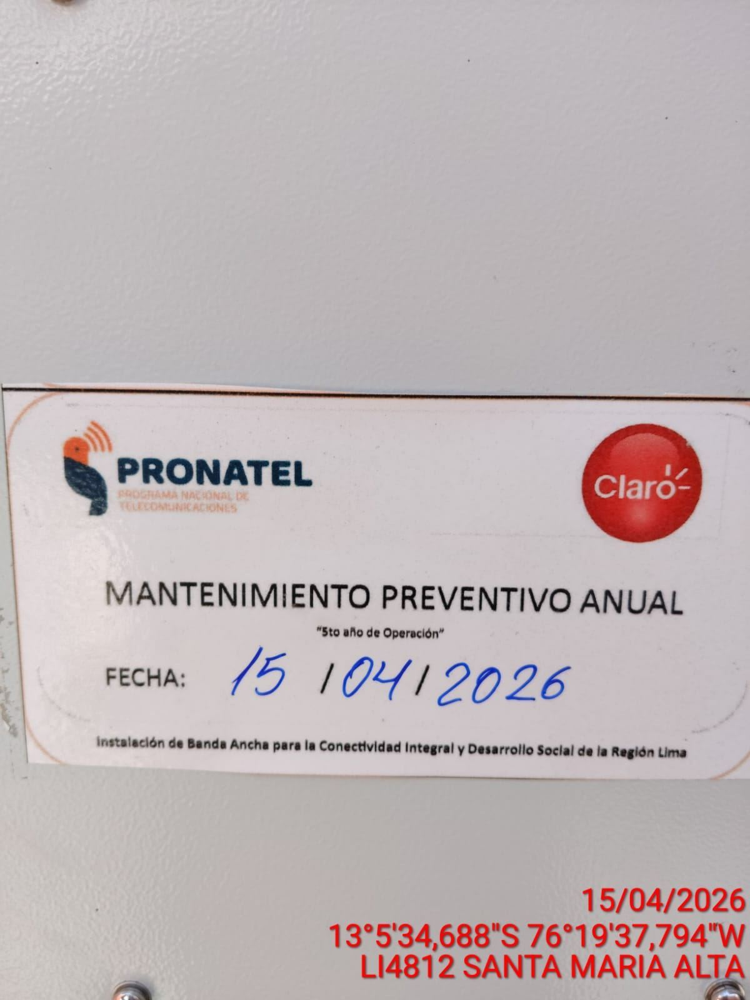 PRONATEL
PROGRAMA NACIONAL DE
TELECOMUNICACIONES
Claro
MANTENIMIENTO PREVENTIVO ANUAL
"5to año de Operación"
FECHA: 15 / 04 / 2026
Instalación de Banda Ancha para la Conectividad Integral y Desarrollo Social de la Región Lima
15/04/2026
13°5'34,688"S 76°19'37,794"W
LI4812 SANTA MARIA ALTA